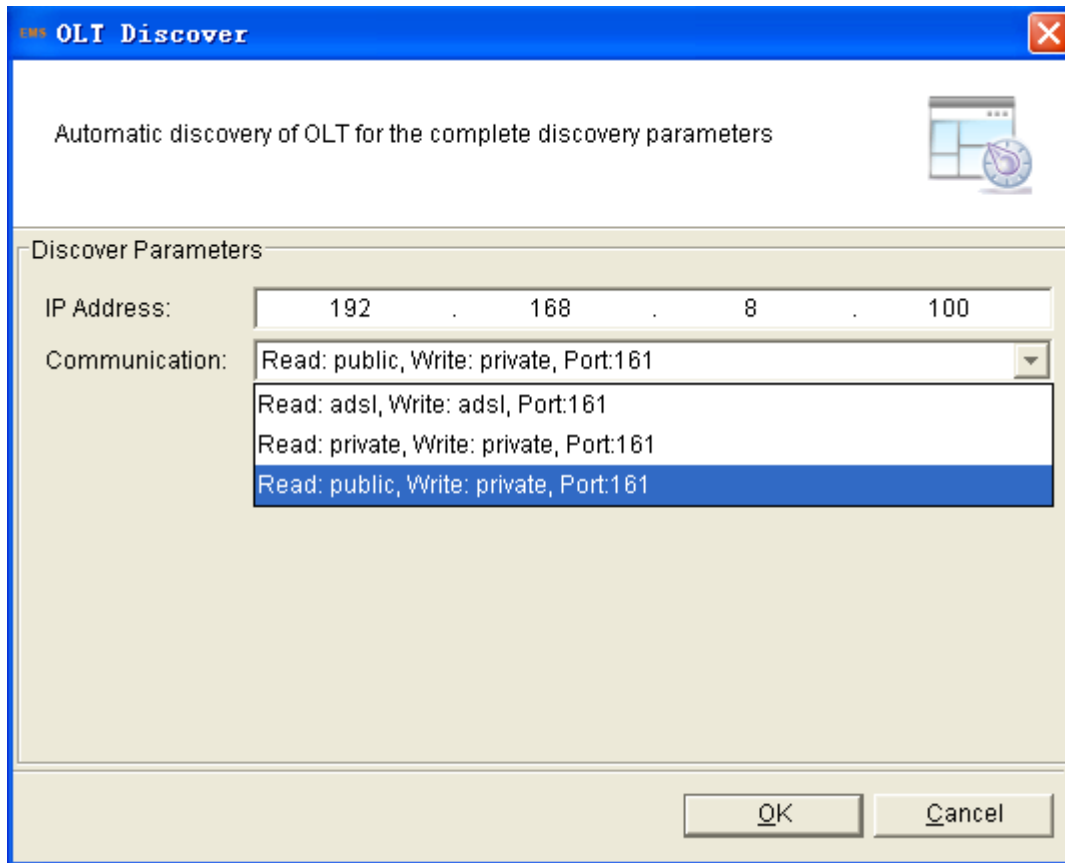 EMS OLT Discover
Automatic discovery of OLT for the complete discovery parameters
Discover Parameters
IP Address: 192 . 168 . 8 . 100
Communication: Read: public, Write: private, Port:161
Read: adsl, Write: adsl, Port:161
Read: private, Write: private, Port:161
Read: public, Write: private, Port:161
OK Cancel